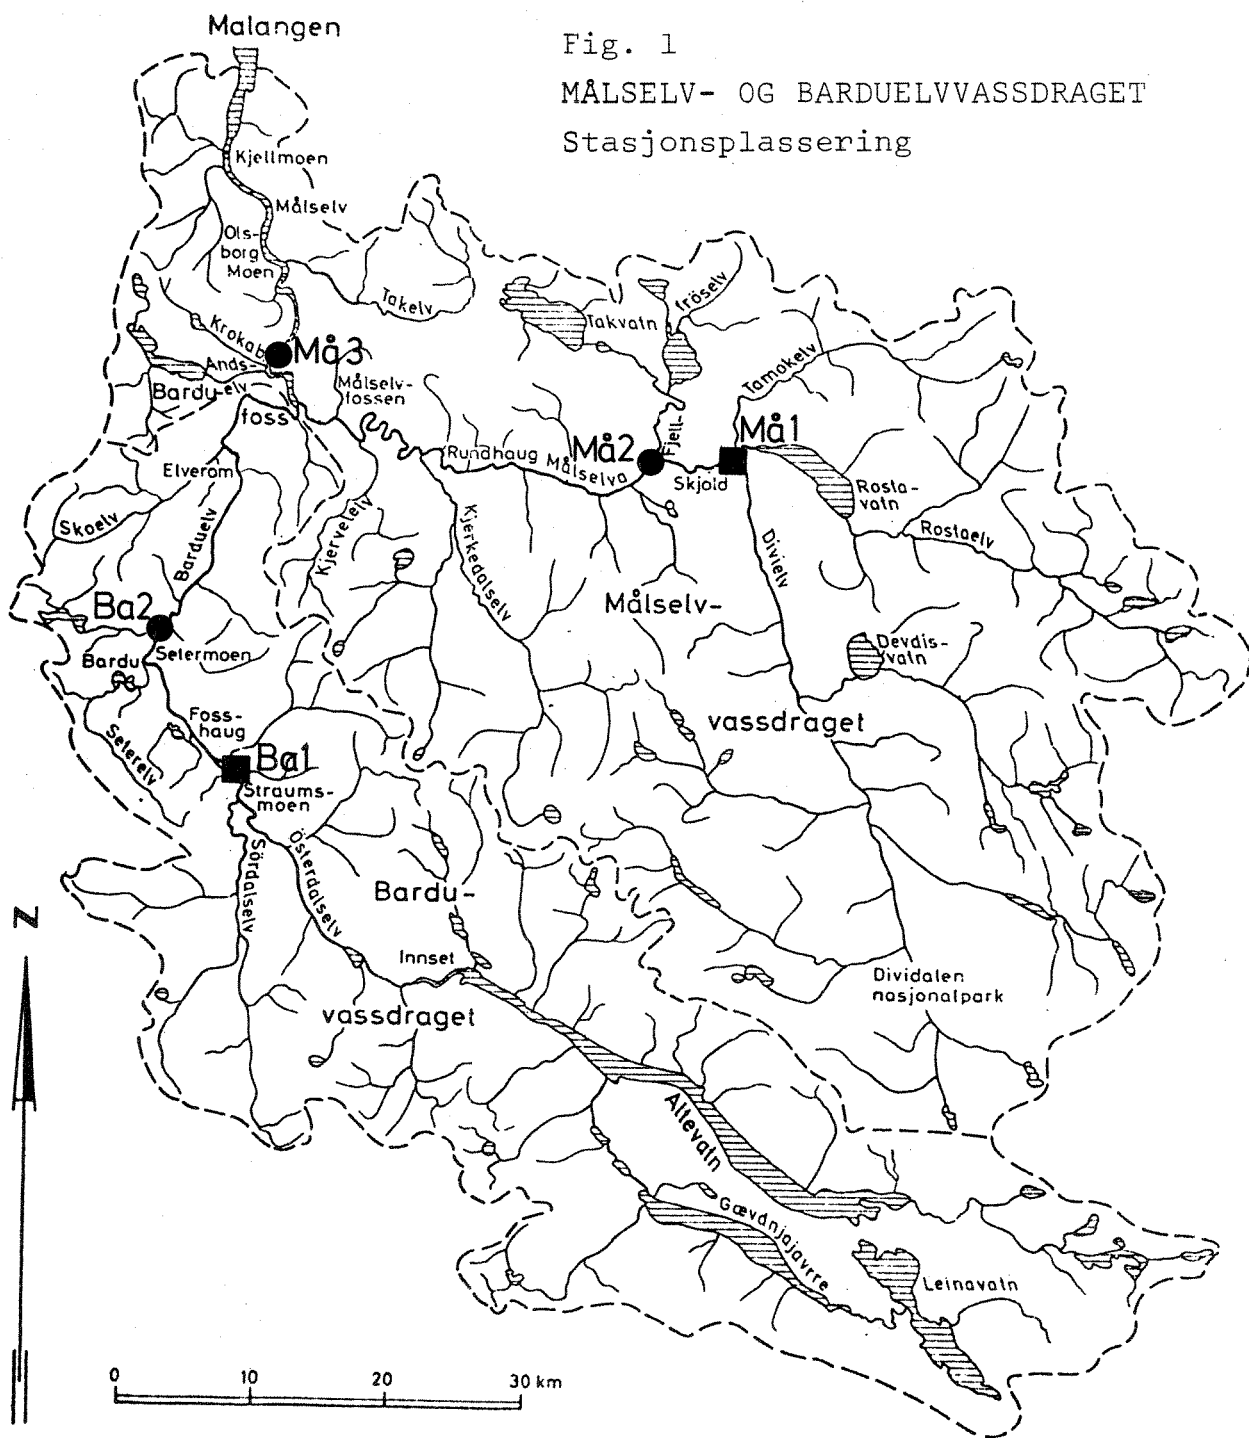 Malangen
Fig. 1
MÅLSELV- OG BARDUELVVASSDRAGET
Stasjonsplassering
Kjellmoen
Målselv
Ols-
borg
Moen
Takelv
Takvatn
Iröselv
Tamokelv
Krokab
Må3
Ands-
Målselv-
fossen
Bardu-elv
foss
Fjell-
Må2
Må1
Rundhaug
Målselva
Skjold
Rosta-
vatn
Rostaelv
Elverom
Skoelv
Barduelv
Kjervelelv
Kjerkedalselv
Divielv
Ba2
Målselv-
Devdis-
vatn
Setermoen
Bardu
vassdraget
Foss-
haug
Seterelv
Ba1
Straums-
moen
Sördalselv
Österdalselv
Bardu-
Innset
vassdraget
Dividalen
nasjonalpark
N
Altevatn
Gævdnjajavrre
Leinavatn
0 10 20 30 km